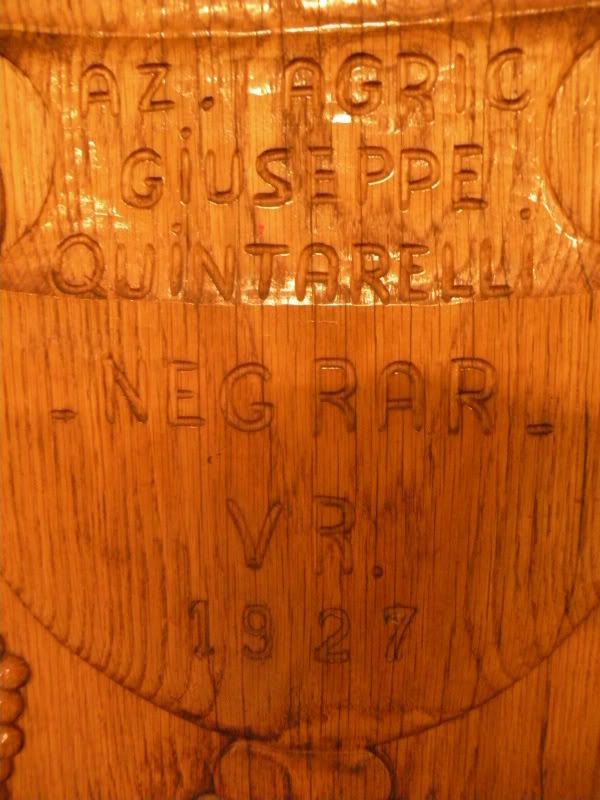 AZ. AGRIC
GiUSEPPE.
QUiNTARELLi
-NEGRAR-
VR.
1927